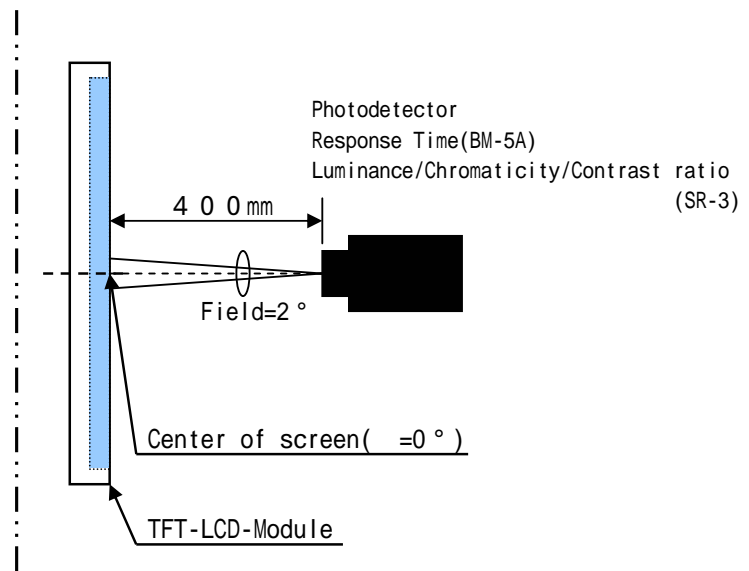 Photodetector
Response Time(BM-5A)
Luminance/Chromaticity/Contrast ratio
(SR-3)
４００mm
Field=2°
Center of screen( =0°)
TFT-LCD-Module